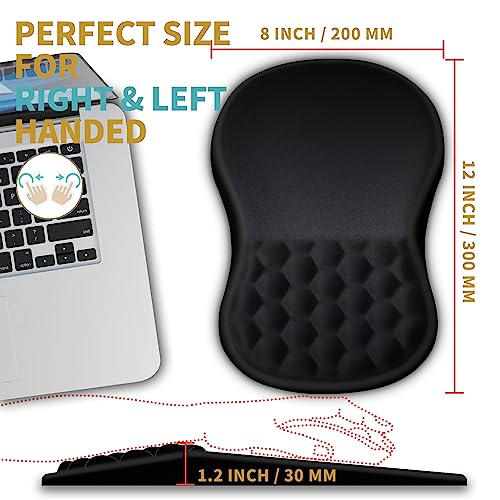 PERFECT SIZE
FOR
RIGHT & LEFT
HANDED
8 INCH / 200 MM
12 INCH / 300 MM
1.2 INCH / 30 MM